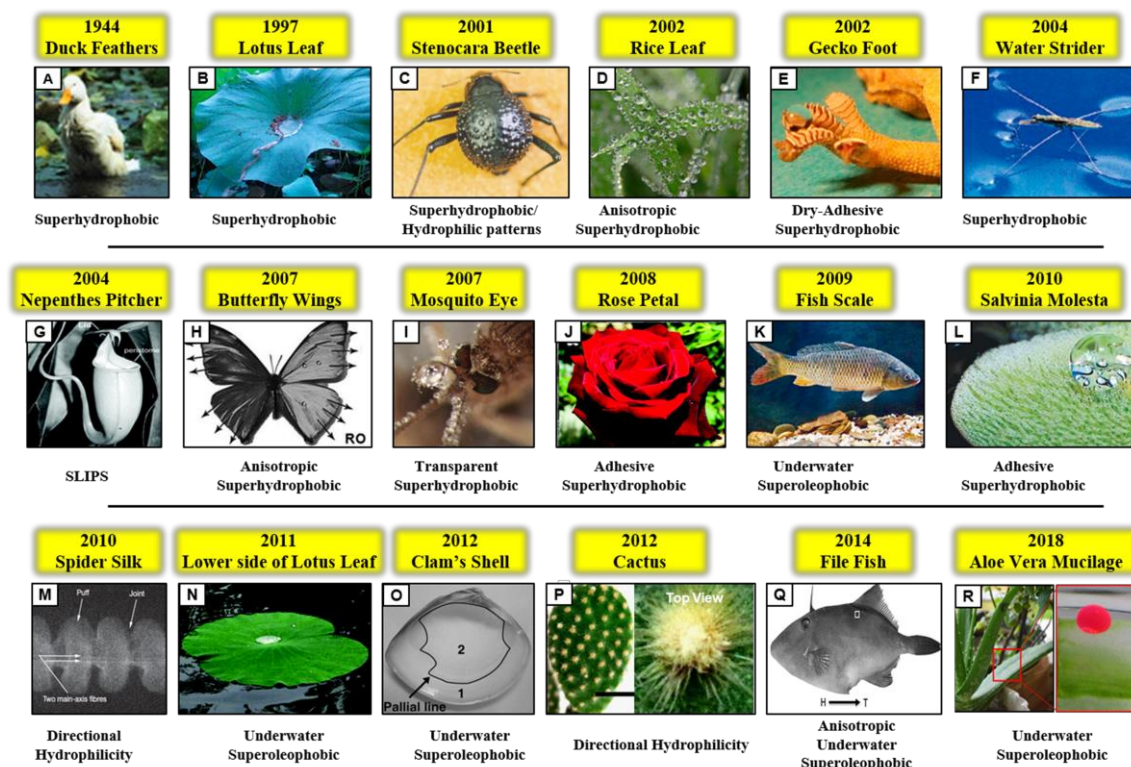 1944
Duck Feathers
1997
Lotus Leaf
2001
Stenocara Beetle
2002
Rice Leaf
2002
Gecko Foot
2004
Water Strider
A
B
C
D
E
F
Superhydrophobic
Superhydrophobic
Superhydrophobic/
Hydrophilic patterns
Anisotropic
Superhydrophobic
Dry-Adhesive
Superhydrophobic
Superhydrophobic
2004
Nepenthes Pitcher
2007
Butterfly Wings
2007
Mosquito Eye
2008
Rose Petal
2009
Fish Scale
2010
Salvinia Molesta
G
peristome
H
RO
I
J
K
L
SLIPS
Anisotropic
Superhydrophobic
Transparent
Superhydrophobic
Adhesive
Superhydrophobic
Underwater
Superoleophobic
Adhesive
Superhydrophobic
2010
Spider Silk
2011
Lower side of Lotus Leaf
2012
Clam's Shell
2012
Cactus
2014
File Fish
2018
Aloe Vera Mucilage
M
Puff
Joint
Two main-axis fibres
N
O
2
1
Pallial line
P
Top View
Q
H T
R
Directional
Hydrophilicity
Underwater
Superoleophobic
Underwater
Superoleophobic
Directional Hydrophilicity
Anisotropic
Underwater
Superoleophobic
Underwater
Superoleophobic